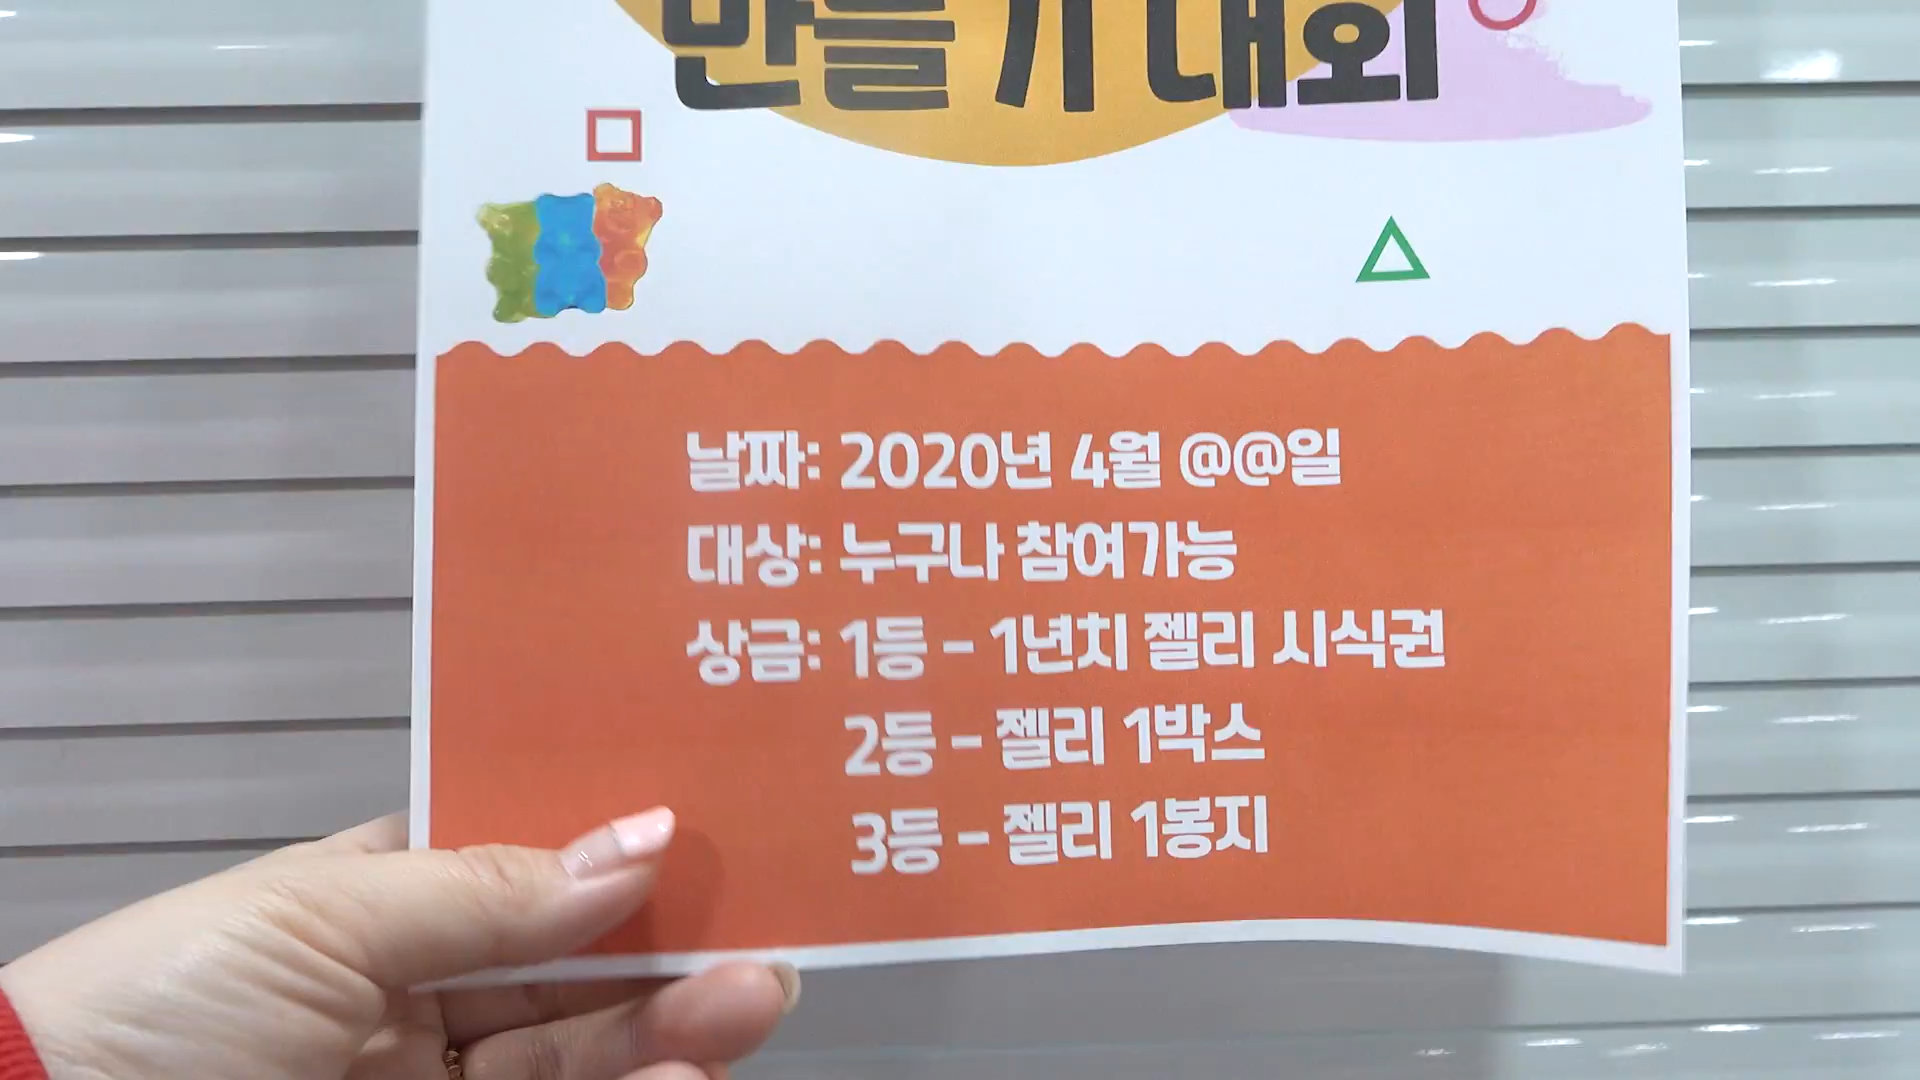 만들기 대회
날짜: 2020년 4월 @@일
대상: 누구나 참여가능
상금: 1등 - 1년치 젤리 시식권
2등 - 젤리 1박스
3등 - 젤리 1봉지